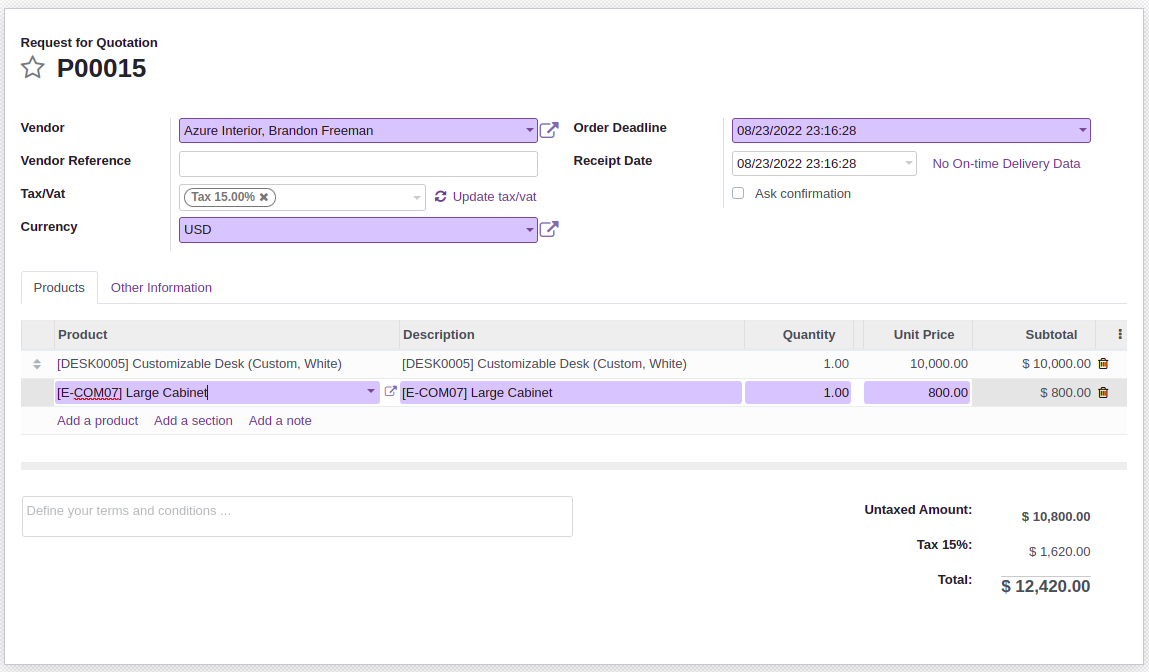 Request for Quotation
P00015
Vendor
Azure Interior, Brandon Freeman
Order Deadline
08/23/2022 23:16:28
Vendor Reference
Receipt Date
08/23/2022 23:16:28
No On-time Delivery Data
Tax/Vat
Tax 15.00% ✖
Update tax/vat
Ask confirmation
Currency
USD
Products
Other Information
Product Description Quantity Unit Price Subtotal
[DESK0005] Customizable Desk (Custom, White) [DESK0005] Customizable Desk (Custom, White) 1.00 10,000.00 $ 10,000.00
[E-COM07] Large Cabinet [E-COM07] Large Cabinet 1.00 800.00 $ 800.00
Add a product Add a section Add a note
Define your terms and conditions ...
Untaxed Amount: $ 10,800.00
Tax 15%: $ 1,620.00
Total: $ 12,420.00